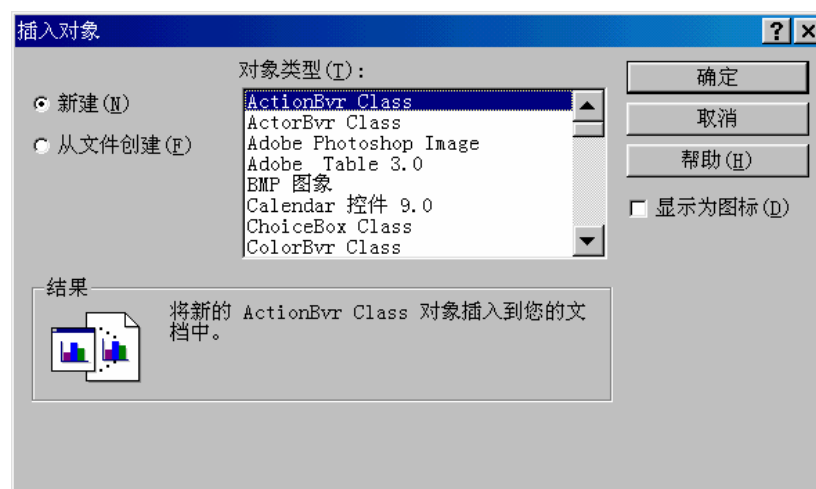 插入对象
对象类型(T):
新建(N)
从文件创建(F)
ActionBvr Class
ActorBvr Class
Adobe Photoshop Image
Adobe  Table 3.0
BMP 图象
Calendar 控件 9.0
ChoiceBox Class
ColorBvr Class
确定
取消
帮助(H)
显示为图标(D)
结果
将新的 ActionBvr Class 对象插入到您的文
档中。